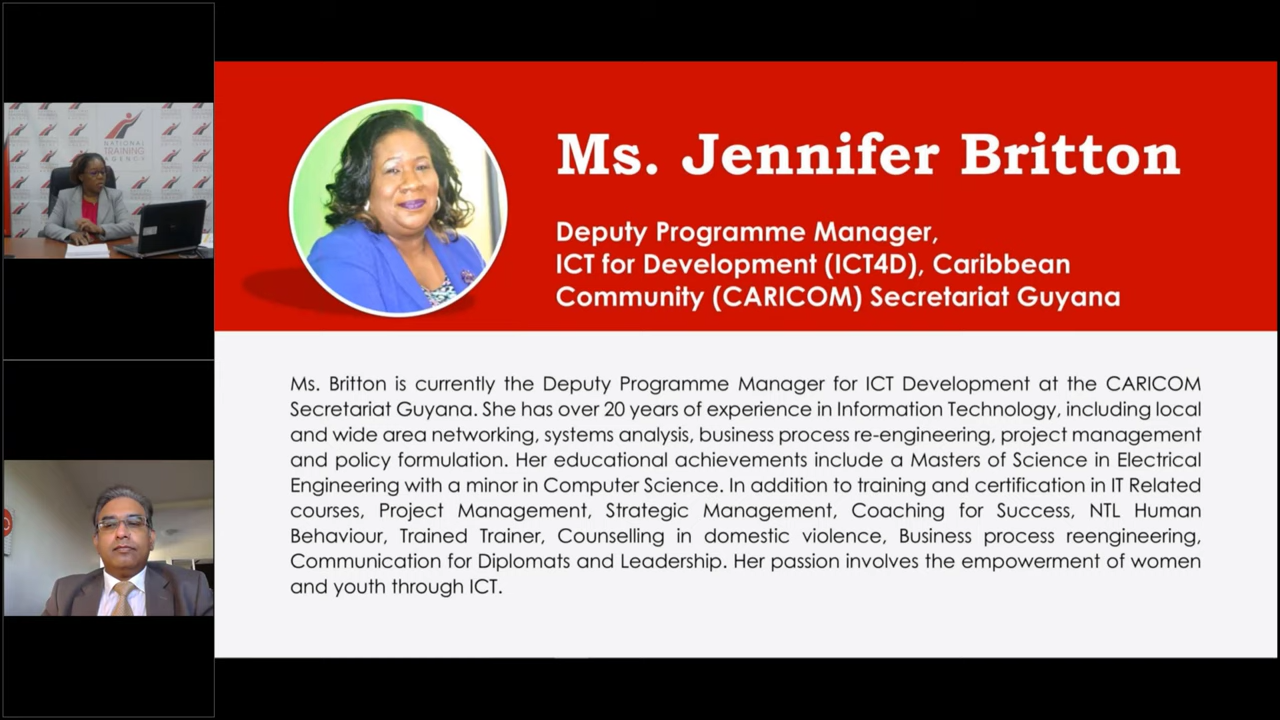 NATIONAL
TRAINING
AGENCY
Ms. Jennifer Britton
Deputy Programme Manager,
ICT for Development (ICT4D), Caribbean
Community (CARICOM) Secretariat Guyana
Ms. Britton is currently the Deputy Programme Manager for ICT Development at the CARICOM
Secretariat Guyana. She has over 20 years of experience in Information Technology, including local
and wide area networking, systems analysis, business process re-engineering, project management
and policy formulation. Her educational achievements include a Masters of Science in Electrical
Engineering with a minor in Computer Science. In addition to training and certification in IT Related
courses, Project Management, Strategic Management, Coaching for Success, NTL Human
Behaviour, Trained Trainer, Counselling in domestic violence, Business process reengineering,
Communication for Diplomats and Leadership. Her passion involves the empowerment of women
and youth through ICT.